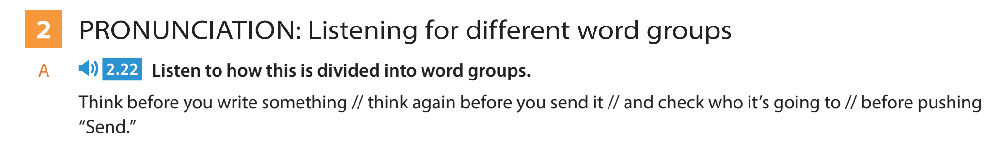 2 PRONUNCIATION: Listening for different word groups
A 2.22 Listen to how this is divided into word groups.
Think before you write something // think again before you send it // and check who it’s going to // before pushing
“Send.”